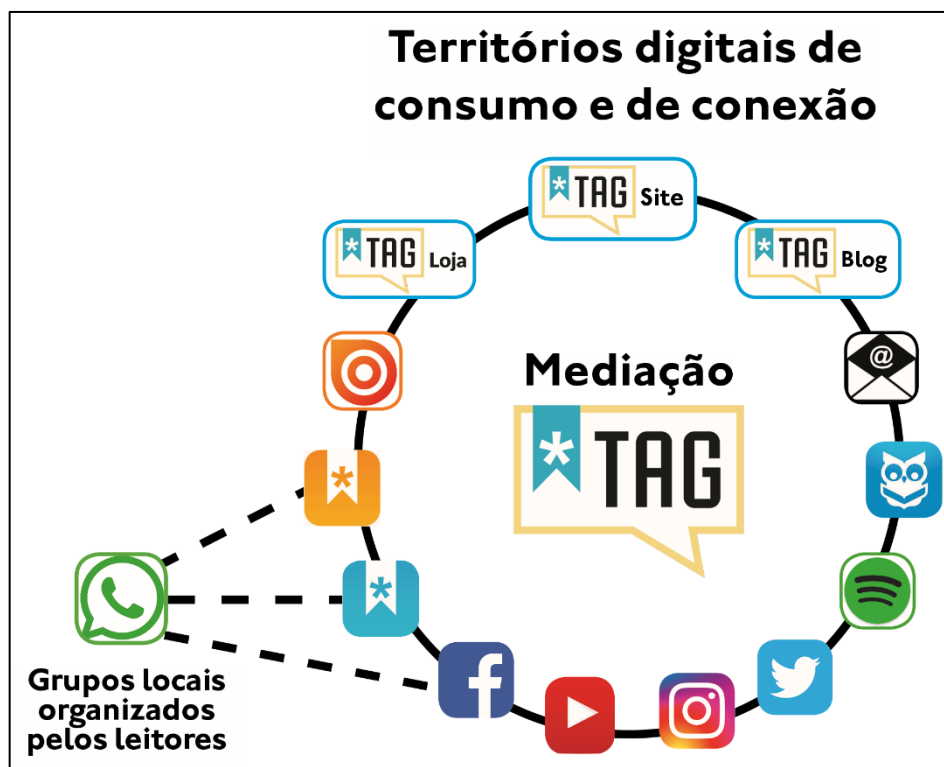 Territórios digitais de
consumo e de conexão
*TAG Site
*TAG Loja
*TAG Blog
@
Mediação
*TAG
*
*
f
Grupos locais
organizados
pelos leitores